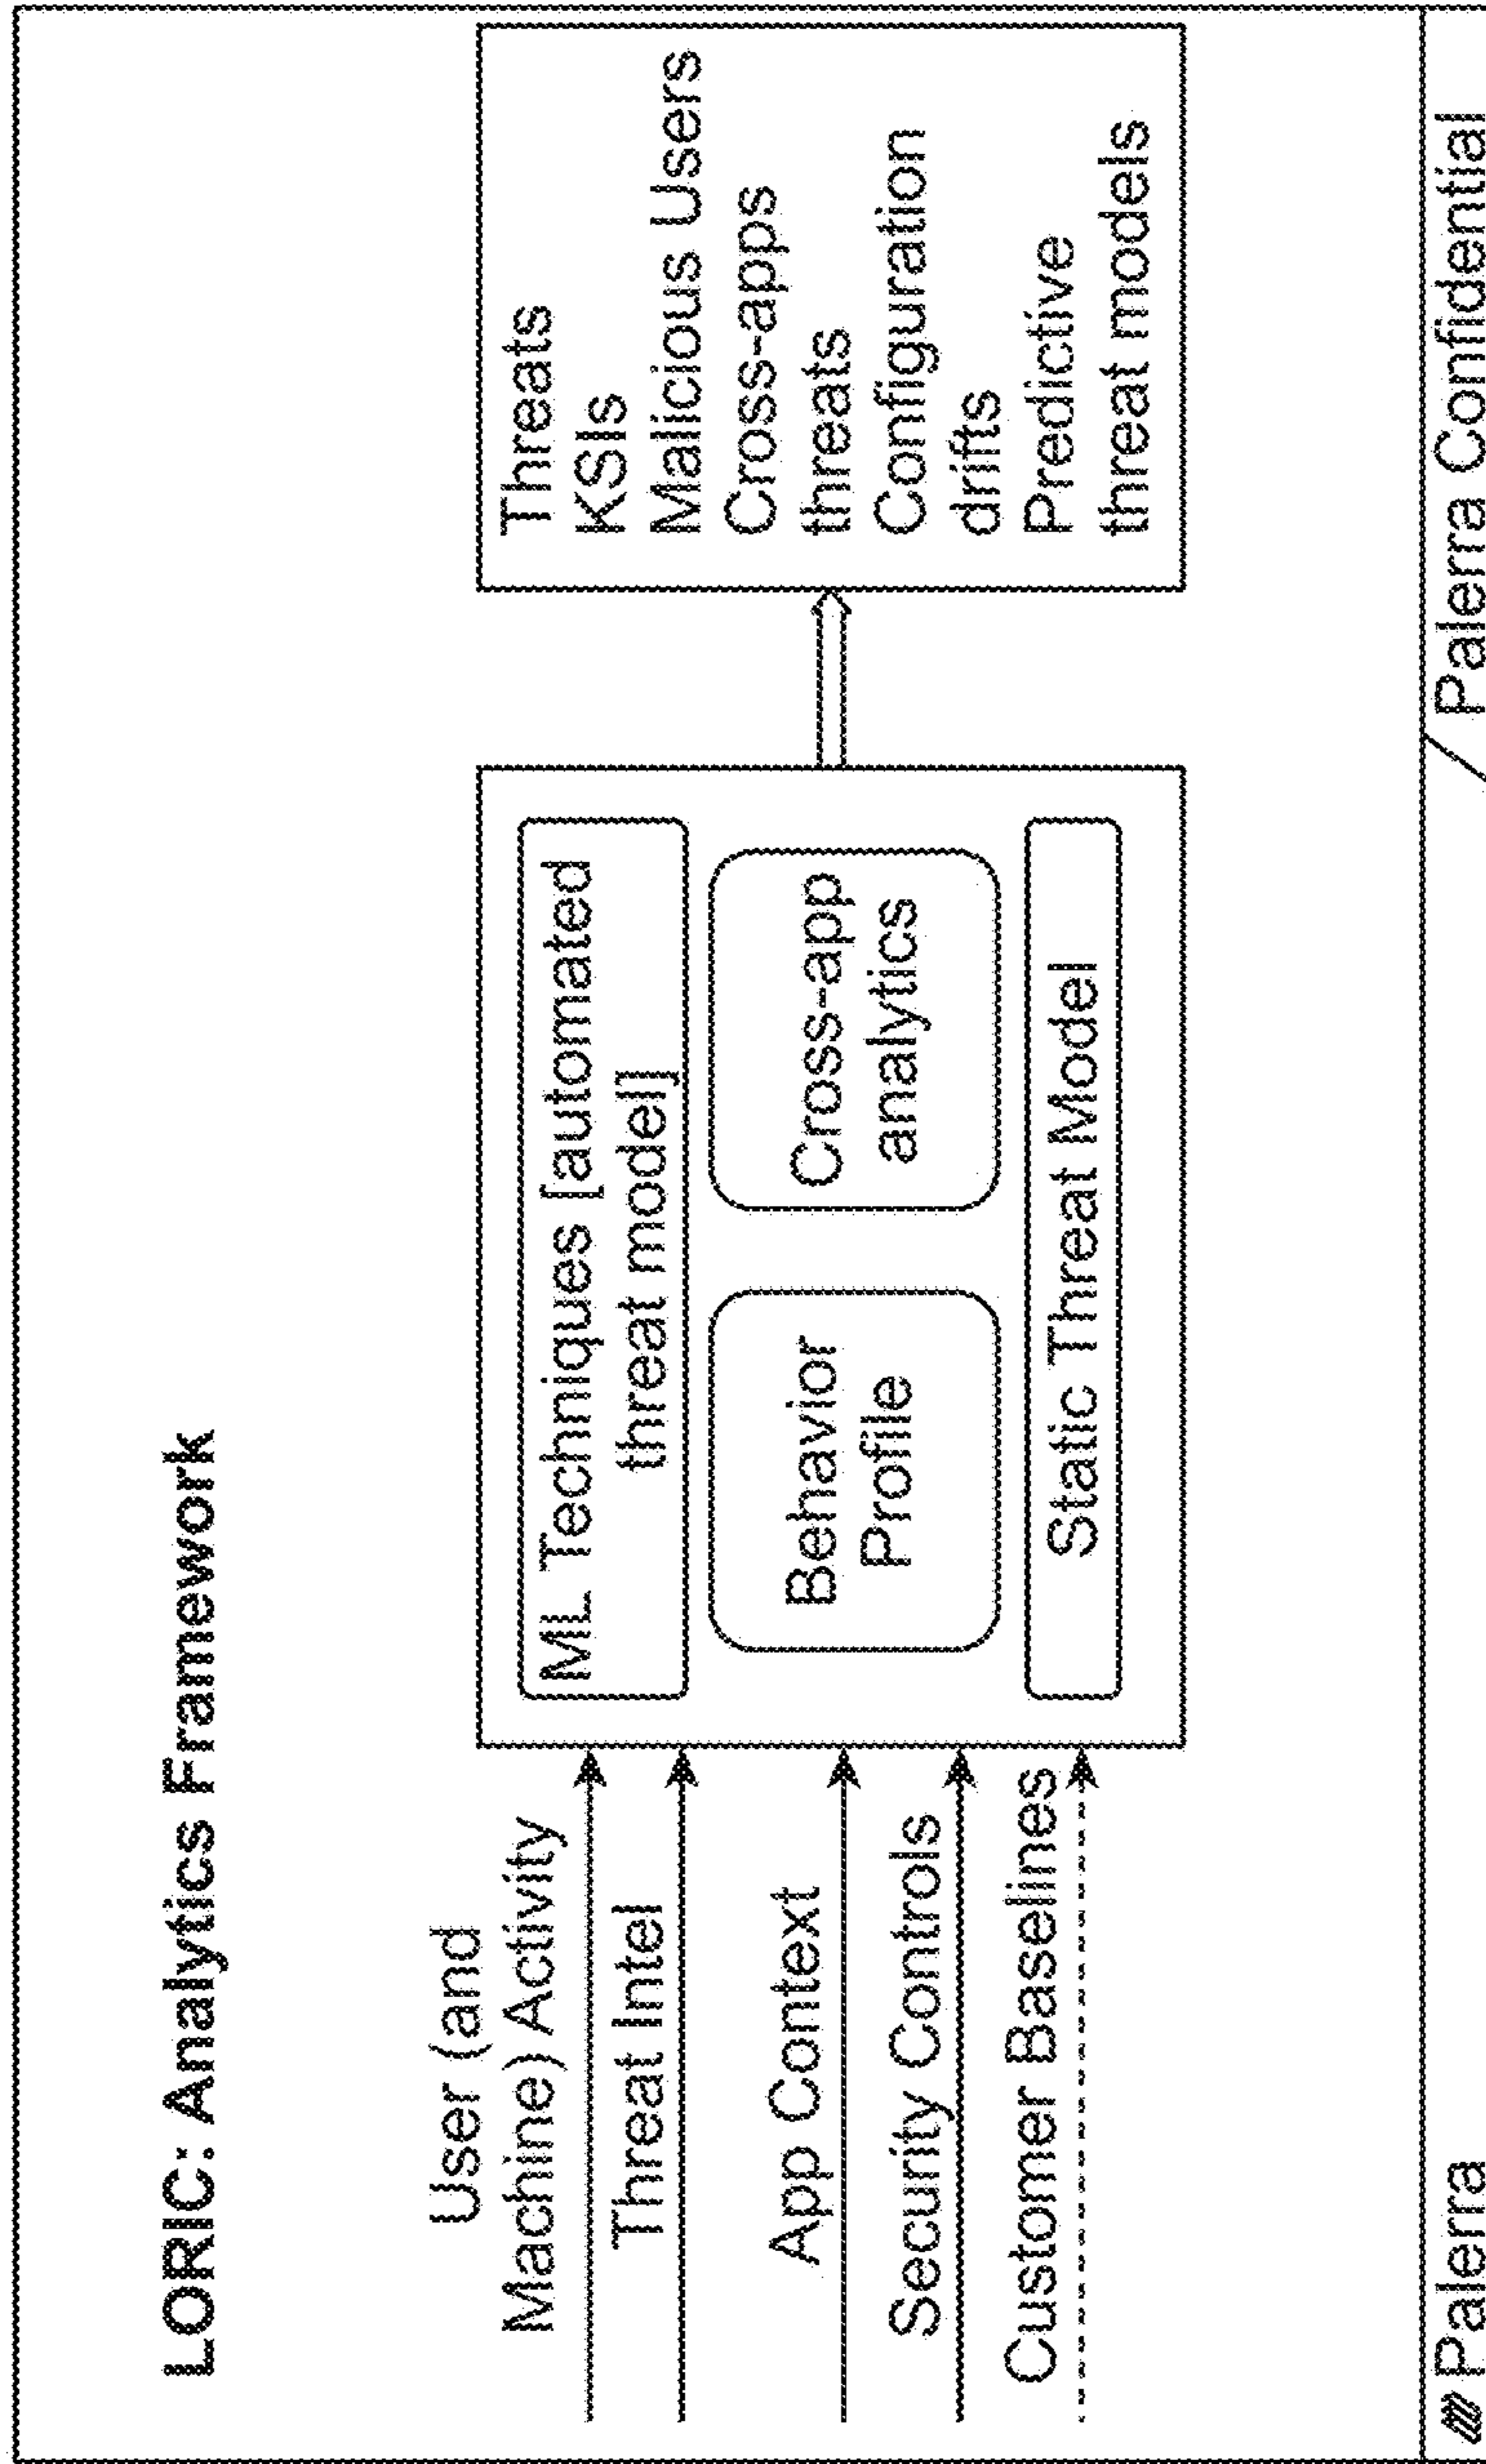 LORIC: Analytics Framework
User (and
Machine) Activity
Threat Intel
App Context
Security Controls
Customer Baselines
ML Techniques [automated
threat model]
Behavior
Profile
Cross-app
analytics
Static Threat Model
Threats
KSIs
Malicious Users
Cross-apps
threats
Configuration
drifts
Predictive
threat models
Palerra
/ Palerra Confidential